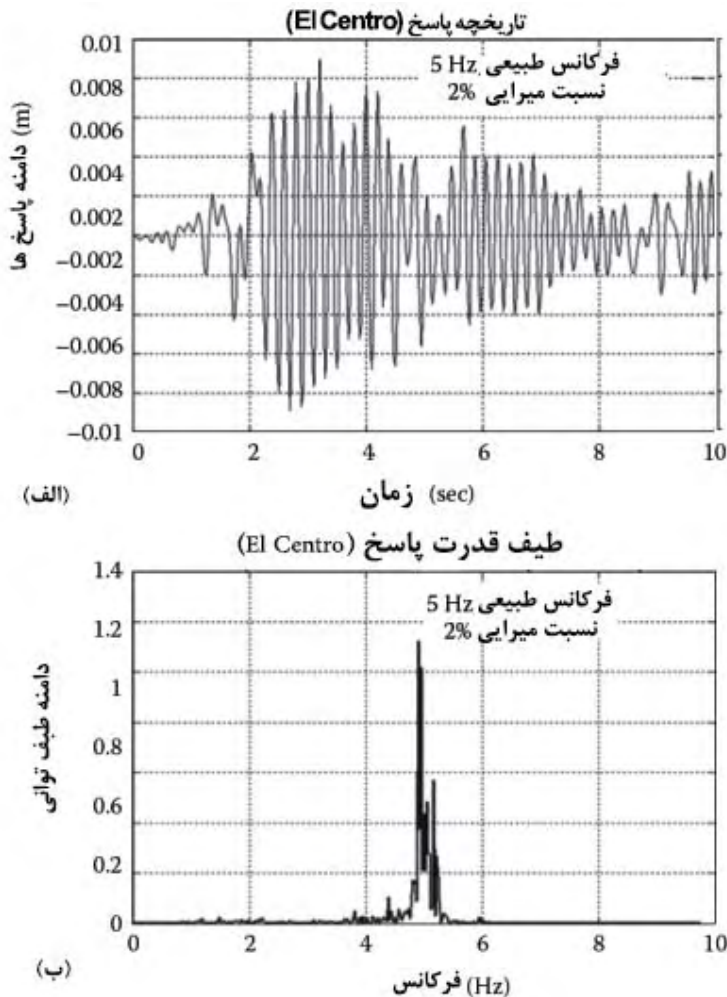 تاریخچه پاسخ (El Centro)
0.01
0.008
0.006
0.004
0.002
−0.002
−0.004
−0.006
−0.008
−0.01
دامنه پاسخ ها (m)
فرکانس طبیعی 5 Hz
نسبت میرایی 2%
0 2 4 6 8 10
زمان (sec)
(الف)
طیف قدرت پاسخ (El Centro)
1.4
1.2
1
0.8
0.6
0.2
0
دامنه طبف توانی
فرکانس طبیعی 5 Hz
نسبت میرایی 2%
0 2 4 6 8 10
فرکانس (Hz)
(ب)